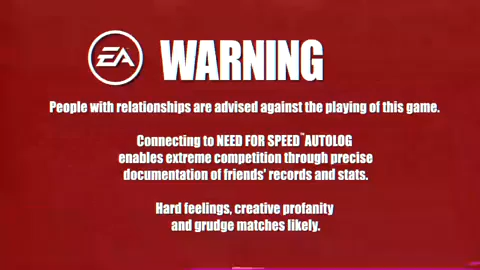 EA WARNING
People with relationships are advised against the playing of this game.
Connecting to NEED FOR SPEED™ AUTOLOG
enables extreme competition through precise
documentation of friends' records and stats.
Hard feelings, creative profanity
and grudge matches likely.